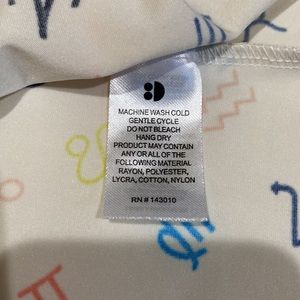 MACHINE WASH COLD
GENTLE CYCLE
DO NOT BLEACH
HANG DRY
PRODUCT MAY CONTAIN
ANY OR ALL OF THE
FOLLOWING MATERIAL
RAYON, POLYESTER,
LYCRA, COTTON, NYLON
RN # 143010